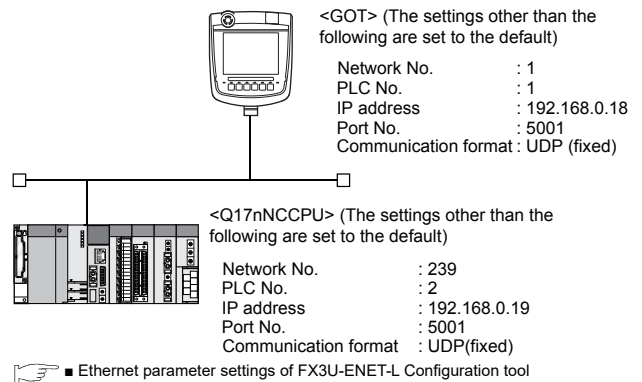 <GOT> (The settings other than the
following are set to the default)
Network No. : 1
PLC No. : 1
IP address : 192.168.0.18
Port No. : 5001
Communication format : UDP (fixed)
<Q17nNCCPU> (The settings other than the
following are set to the default)
Network No. : 239
PLC No. : 2
IP address : 192.168.0.19
Port No. : 5001
Communication format : UDP(fixed)
■ Ethernet parameter settings of FX3U-ENET-L Configuration tool